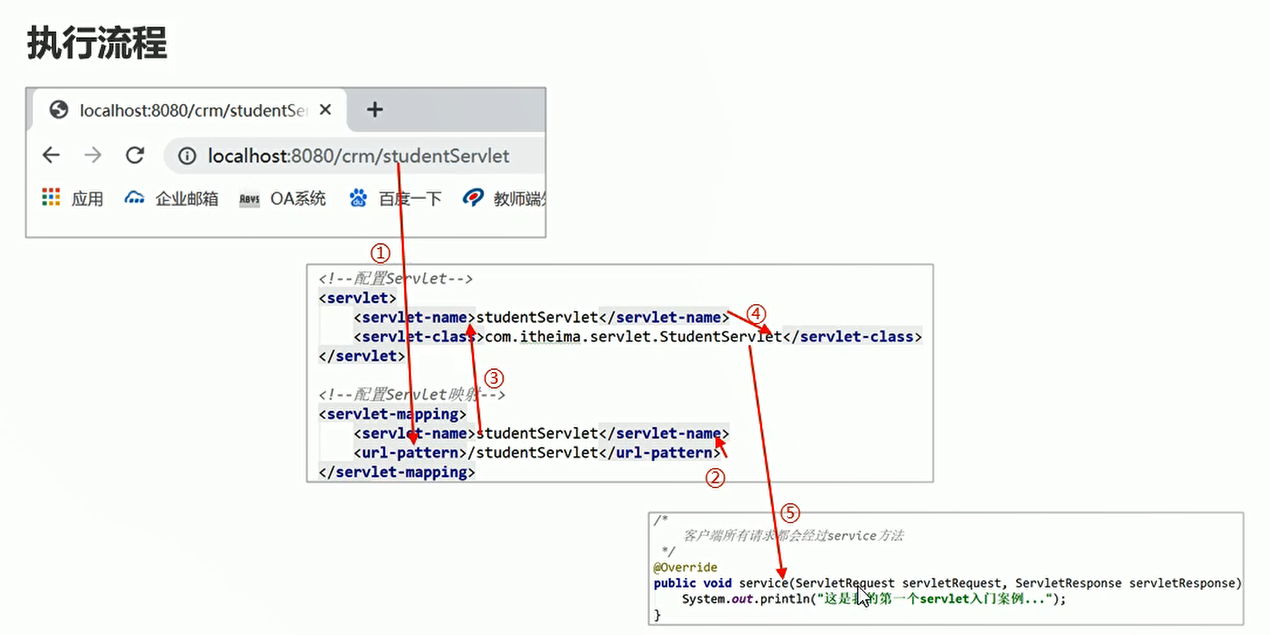 执行流程
localhost:8080/crm/studentSe
localhost:8080/crm/studentServlet
应用 企业邮箱 OA系统 百度一下 教师端
①
<!--配置Servlet-->
<servlet>
<servlet-name>studentServlet</servlet-name>
④
<servlet-class>com.itheima.servlet.StudentServlet</servlet-class>
</servlet>
③
<!--配置Servlet映射-->
<servlet-mapping>
<servlet-name>studentServlet</servlet-name>
<url-pattern>/studentServlet</url-pattern>
</servlet-mapping>
②
⑤
/*
客户端所有请求都会经过service方法
*/
@Override
public void service(ServletRequest servletRequest, ServletResponse servletResponse)
System.out.println("这是我的第一个servlet入门案例...");
}